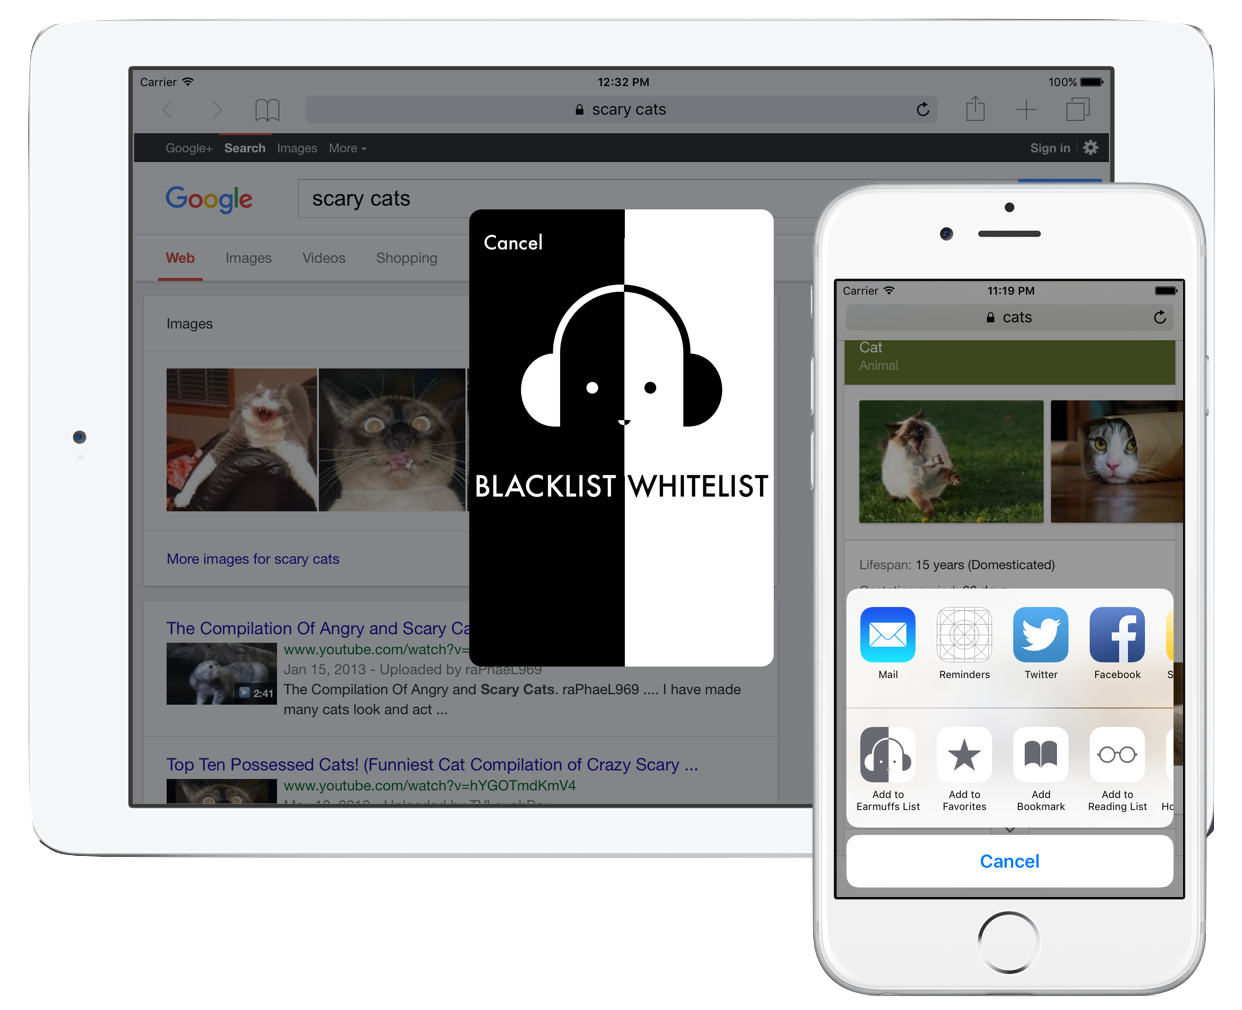 Carrier
12:32 PM
100%
scary cats
Google+ Search Images More
Sign in
Google
scary cats
Web Images Videos Shopping
Images
More images for scary cats
The Compilation Of Angry and Scary Ca
www.youtube.com/watch?v=
Jan 15, 2013 - Uploaded by raPhaeL969
2:41
The Compilation Of Angry and Scary Cats. raPhaeL969 .... I have made
many cats look and act ...
Top Ten Possessed Cats! (Funniest Cat Compilation of Crazy Scary ...
www.youtube.com/watch?v=hYGOTmdKmV4
Cancel
BLACKLIST WHITELIST
Carrier
11:19 PM
cats
Cat
Animal
Lifespan: 15 years (Domesticated)
Mail
Reminders
Twitter
Facebook
S
Add to
Earmuffs List
Add to
Favorites
Add
Bookmark
Add to
Reading List
Ho
Cancel